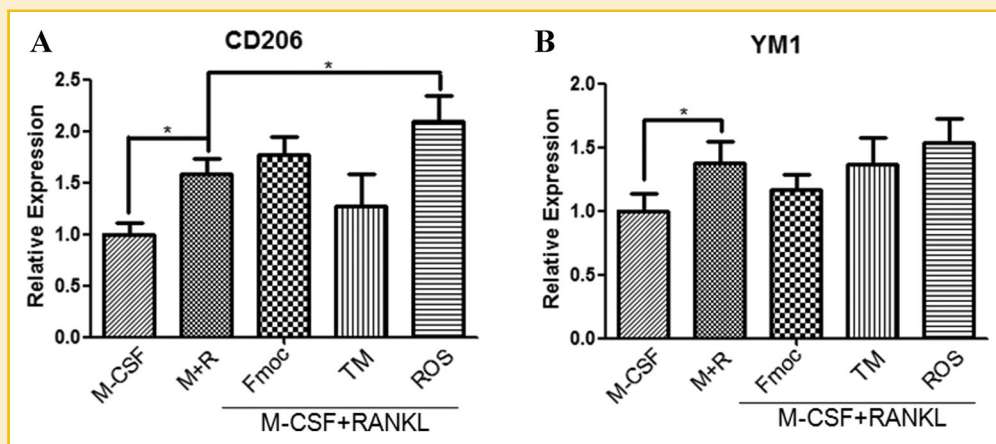 A
CD206
Relative Expression
2.5
2.0
1.5
1.0
0.5
0.0
*
*
M-CSF
M+R
Fmoc
TM
ROS
M-CSF+RANKL
B
YM1
Relative Expression
2.0
1.5
1.0
0.5
0.0
*
M-CSF
M+R
Fmoc
TM
ROS
M-CSF+RANKL